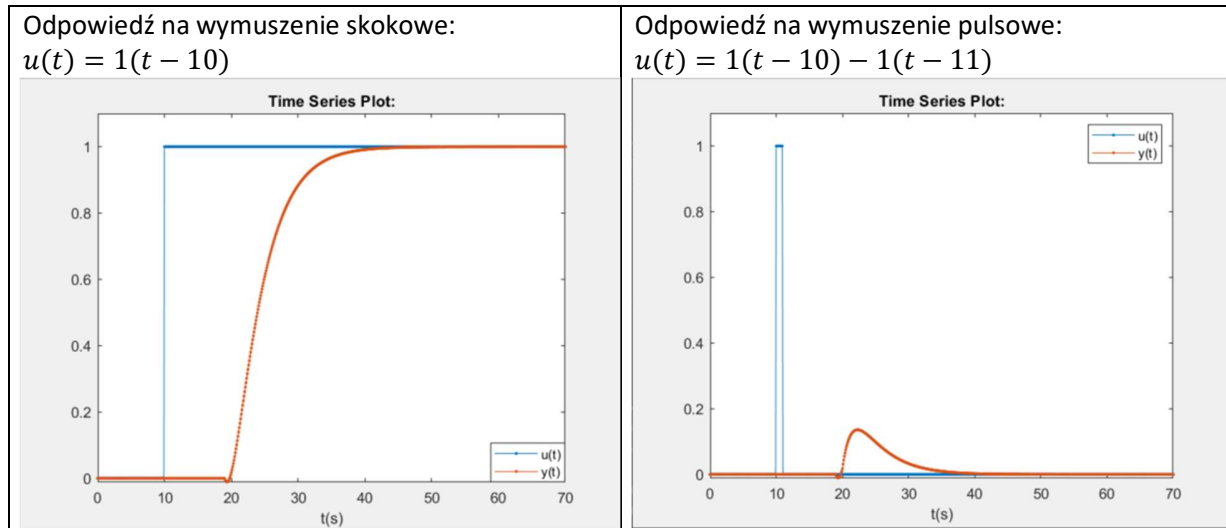 Odpowiedź na wymuszenie skokowe:
u(t) = 1(t − 10)
Time Series Plot:
1
0.8
0.6
0.4
0.2
0
0 10 20 30 40 50 60 70
t(s)
u(t)
y(t)
Odpowiedź na wymuszenie pulsowe:
u(t) = 1(t − 10) − 1(t − 11)
Time Series Plot:
u(t)
y(t)
1
0.8
0.6
0.4
0.2
0
0 10 20 30 40 50 60 70
t(s)